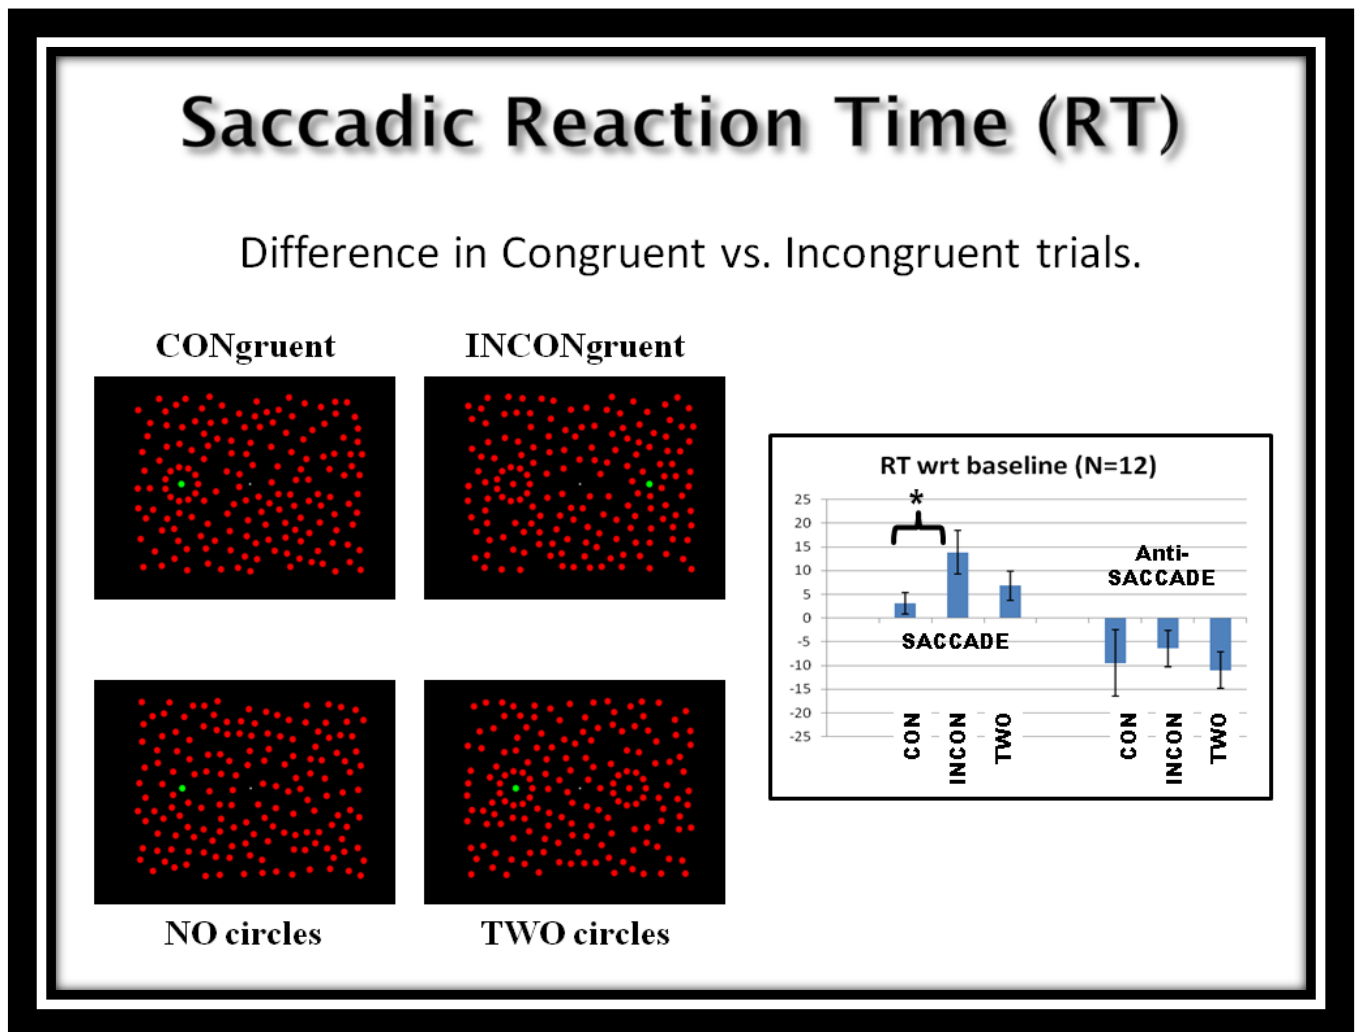 Saccadic Reaction Time (RT)
Difference in Congruent vs. Incongruent trials.
CONgruent
INCONgruent
NO circles
TWO circles
RT wrt baseline (N=12)
*
25
20
15
10
5
0
-5
-10
-15
-20
-25
SACCADE
Anti-
SACCADE
CON
INCON
TWO
CON
INCON
TWO